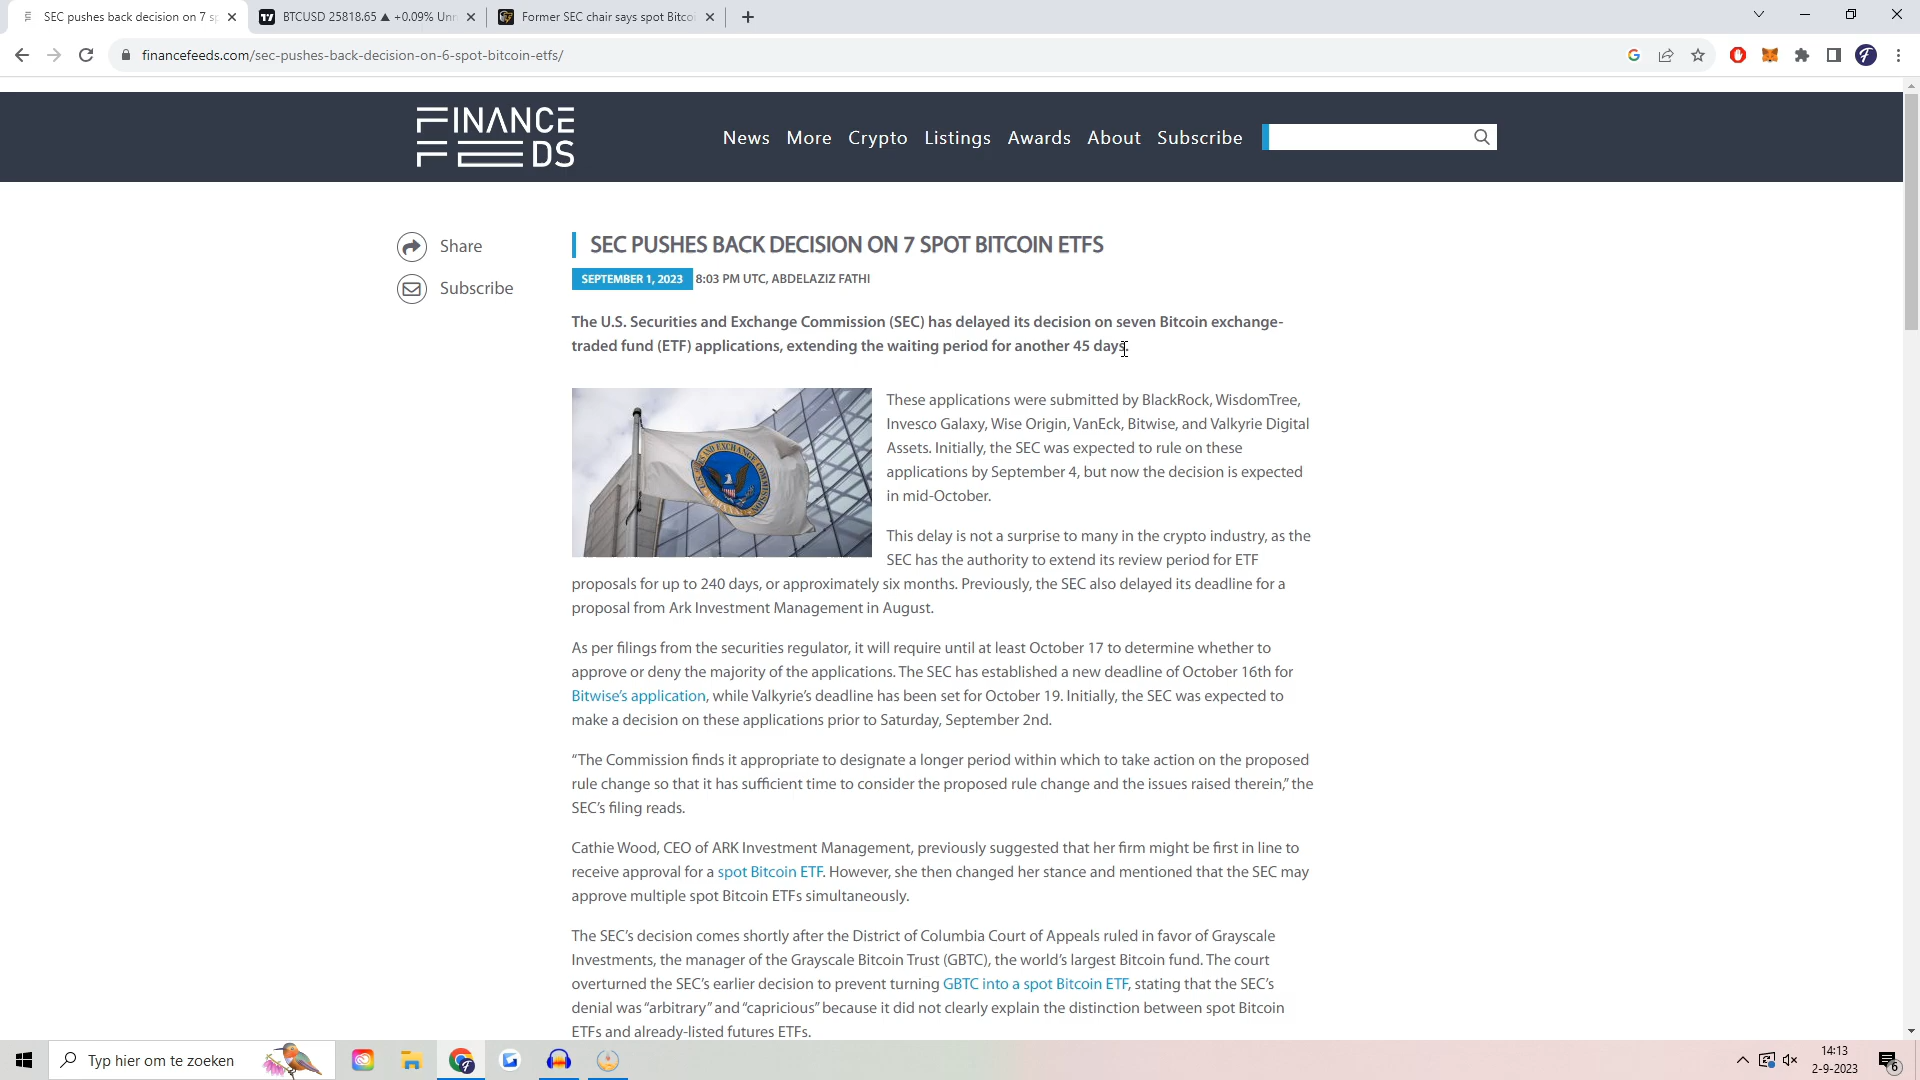 SEC pushes back decision on 7 sp
BTCUSD 25818.65 ▲ +0.09% Unn
Former SEC chair says spot Bitco
financefeeds.com/sec-pushes-back-decision-on-6-spot-bitcoin-etfs/
FINANCE
FEEDS
News More Crypto Listings Awards About Subscribe
Share
Subscribe
SEC PUSHES BACK DECISION ON 7 SPOT BITCOIN ETFS
SEPTEMBER 1, 2023 8:03 PM UTC, ABDELAZIZ FATHI
The U.S. Securities and Exchange Commission (SEC) has delayed its decision on seven Bitcoin exchange-
traded fund (ETF) applications, extending the waiting period for another 45 days.
These applications were submitted by BlackRock, WisdomTree,
Invesco Galaxy, Wise Origin, VanEck, Bitwise, and Valkyrie Digital
Assets. Initially, the SEC was expected to rule on these
applications by September 4, but now the decision is expected
in mid-October.
This delay is not a surprise to many in the crypto industry, as the
SEC has the authority to extend its review period for ETF
proposals for up to 240 days, or approximately six months. Previously, the SEC also delayed its deadline for a
proposal from Ark Investment Management in August.
As per filings from the securities regulator, it will require until at least October 17 to determine whether to
approve or deny the majority of the applications. The SEC has established a new deadline of October 16th for
Bitwise's application, while Valkyrie's deadline has been set for October 19. Initially, the SEC was expected to
make a decision on these applications prior to Saturday, September 2nd.
“The Commission finds it appropriate to designate a longer period within which to take action on the proposed
rule change so that it has sufficient time to consider the proposed rule change and the issues raised therein,” the
SEC's filing reads.
Cathie Wood, CEO of ARK Investment Management, previously suggested that her firm might be first in line to
receive approval for a spot Bitcoin ETF. However, she then changed her stance and mentioned that the SEC may
approve multiple spot Bitcoin ETFs simultaneously.
The SEC's decision comes shortly after the District of Columbia Court of Appeals ruled in favor of Grayscale
Investments, the manager of the Grayscale Bitcoin Trust (GBTC), the world's largest Bitcoin fund. The court
overturned the SEC's earlier decision to prevent turning GBTC into a spot Bitcoin ETF, stating that the SEC's
denial was “arbitrary” and “capricious” because it did not clearly explain the distinction between spot Bitcoin
ETFs and already-listed futures ETFs.
Typ hier om te zoeken
14:13
2-9-2023
6